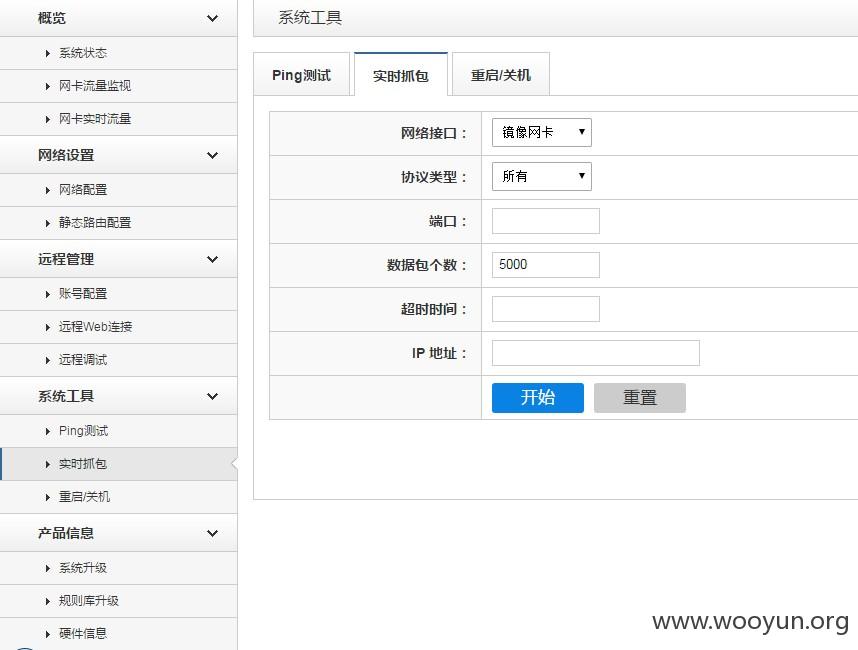 概览
系统状态
网卡流量监视
网卡实时流量
网络设置
网络配置
静态路由配置
远程管理
账号配置
远程Web连接
远程调试
系统工具
Ping测试
实时抓包
重启/关机
产品信息
系统升级
规则库升级
硬件信息
系统工具
Ping测试 实时抓包 重启/关机
网络接口： 镜像网卡
协议类型： 所有
端口：
数据包个数： 5000
超时时间：
IP 地址：
开始 重置
www.wooyun.org